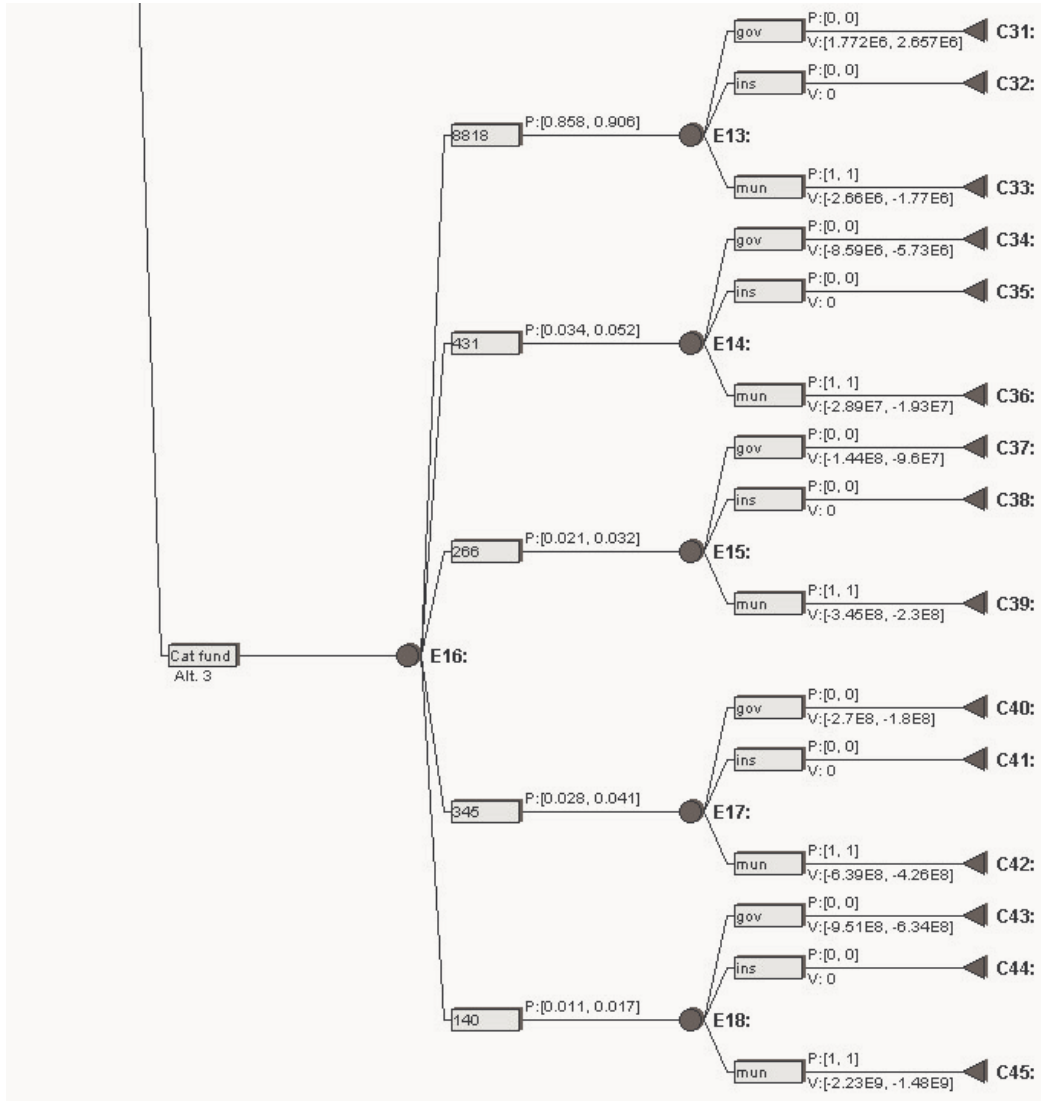 P:[0, 0]
gov
V:[1.772E6, 2.657E6]
C31:
P:[0, 0]
ins
V: 0
C32:
8818
P:[0.858, 0.906]
E13:
P:[1, 1]
mun
V:[-2.66E6, -1.77E6]
C33:
P:[0, 0]
gov
V:[-8.59E6, -5.73E6]
C34:
P:[0, 0]
ins
V: 0
C35:
431
P:[0.034, 0.052]
E14:
P:[1, 1]
mun
V:[-2.89E7, -1.93E7]
C36:
P:[0, 0]
gov
V:[-1.44E8, -9.6E7]
C37:
P:[0, 0]
ins
V: 0
C38:
266
P:[0.021, 0.032]
E15:
P:[1, 1]
mun
V:[-3.45E8, -2.3E8]
C39:
Cat fund
Alt. 3
E16:
P:[0, 0]
gov
V:[-2.7E8, -1.8E8]
C40:
P:[0, 0]
ins
V: 0
C41:
345
P:[0.028, 0.041]
E17:
P:[1, 1]
mun
V:[-6.39E8, -4.26E8]
C42:
P:[0, 0]
gov
V:[-9.51E8, -6.34E8]
C43:
P:[0, 0]
ins
V: 0
C44:
140
P:[0.011, 0.017]
E18:
P:[1, 1]
mun
V:[-2.23E9, -1.48E9]
C45: